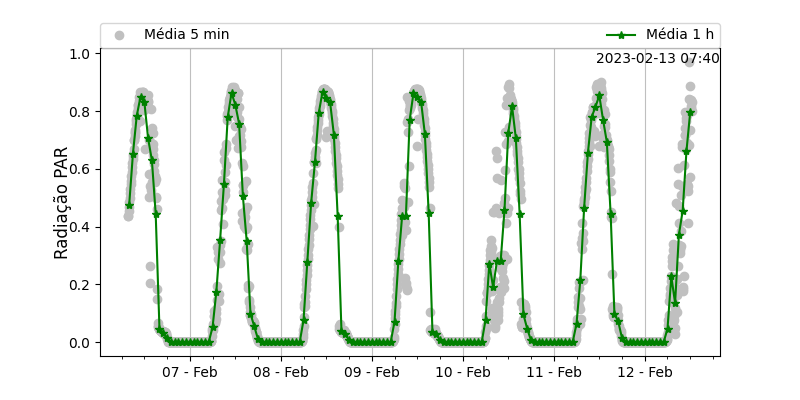 Média 5 min
Média 1 h
2023-02-13 07:40
Radiação PAR
1.0
0.8
0.6
0.4
0.2
0.0
07 - Feb
08 - Feb
09 - Feb
10 - Feb
11 - Feb
12 - Feb